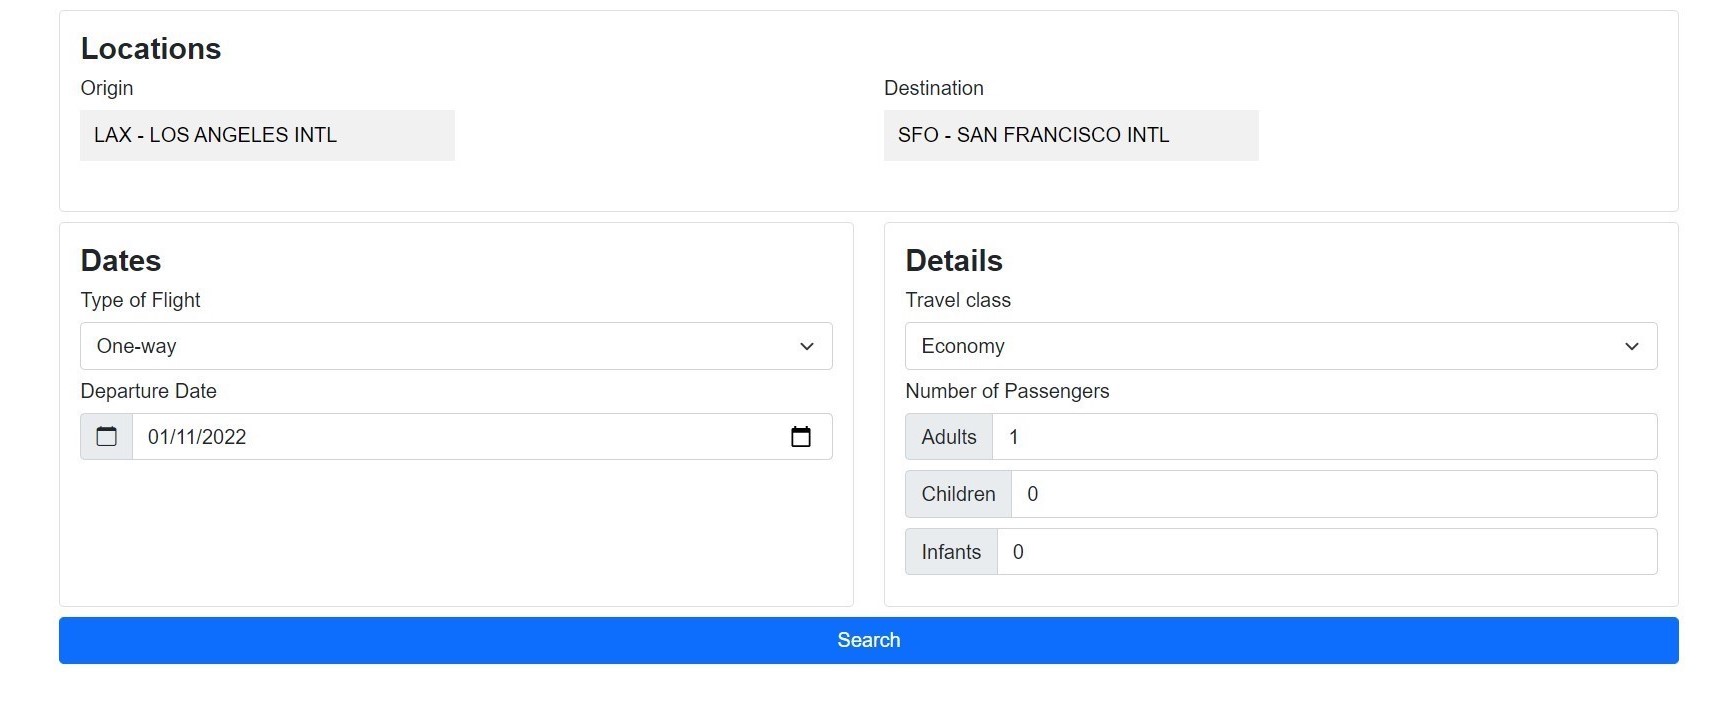 Locations
Origin
Destination
LAX - LOS ANGELES INTL
SFO - SAN FRANCISCO INTL
Dates
Type of Flight
One-way
Departure Date
01/11/2022
Details
Travel class
Economy
Number of Passengers
Adults 1
Children 0
Infants 0
Search